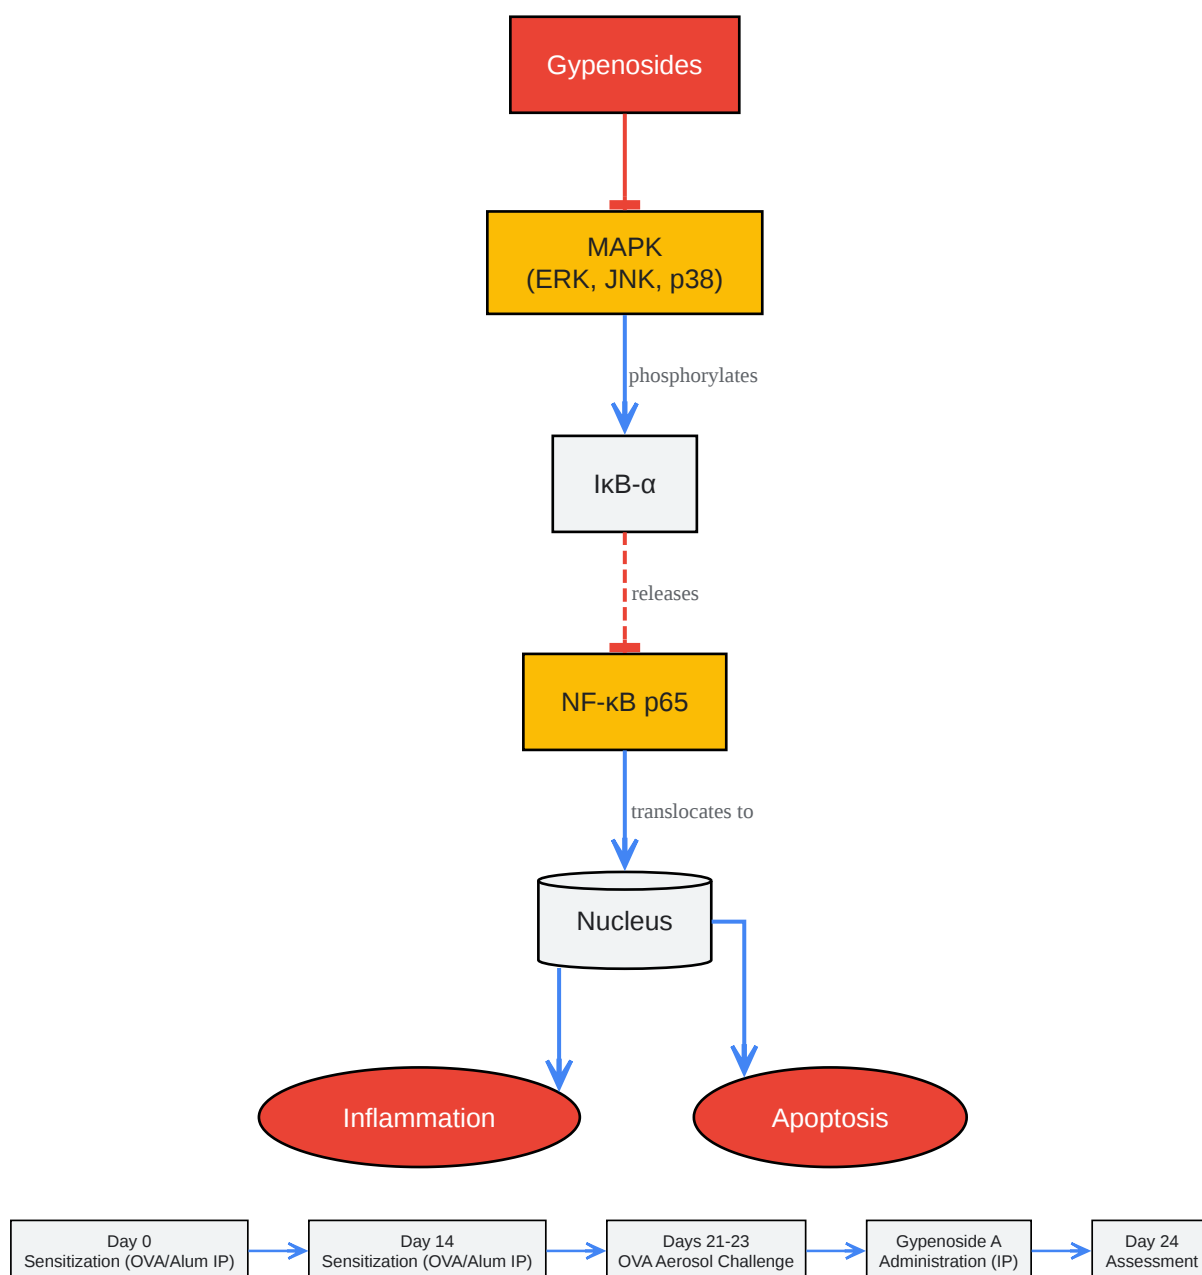 Gypenosides
MAPK
(ERK, JNK, p38)
phosphorylates
IκB-α
releases
NF-κB p65
translocates to
Nucleus
Inflammation
Apoptosis
Day 0
Sensitization (OVA/Alum IP)
Day 14
Sensitization (OVA/Alum IP)
Days 21-23
OVA Aerosol Challenge
Gypenoside A
Administration (IP)
Day 24
Assessment